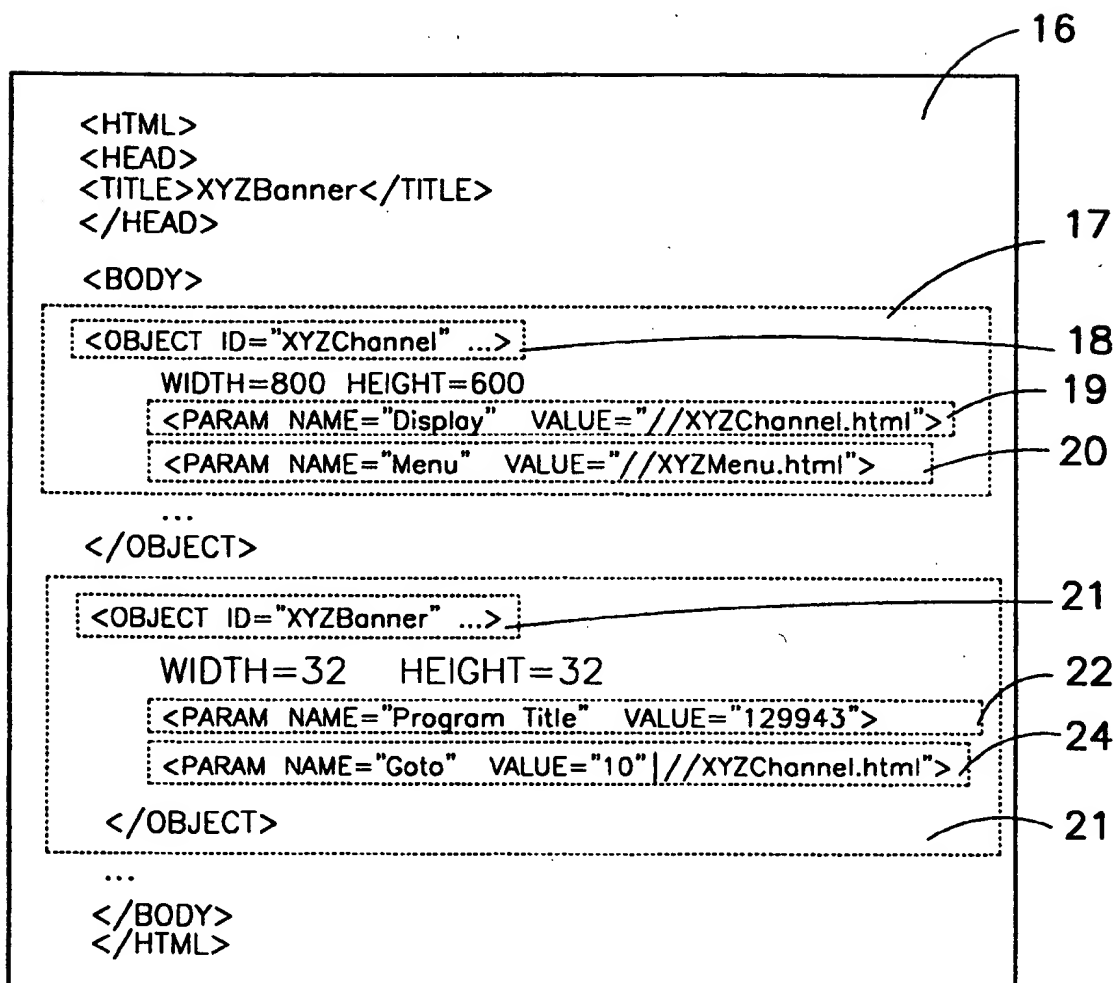 16
<HTML>
<HEAD>
<TITLE>XYZBanner</TITLE>
</HEAD>
17
<BODY>
<OBJECT ID="XYZChannel" ...>
18
WIDTH=800 HEIGHT=600
19
<PARAM NAME="Display" VALUE="//XYZChannel.html">
20
<PARAM NAME="Menu" VALUE="//XYZMenu.html">
...
</OBJECT>
21
<OBJECT ID="XYZBanner" ...>
WIDTH=32 HEIGHT=32
22
<PARAM NAME="Program Title" VALUE="129943">
24
<PARAM NAME="Goto" VALUE="10"|//XYZChannel.html">
</OBJECT>
21
...
</BODY>
</HTML>